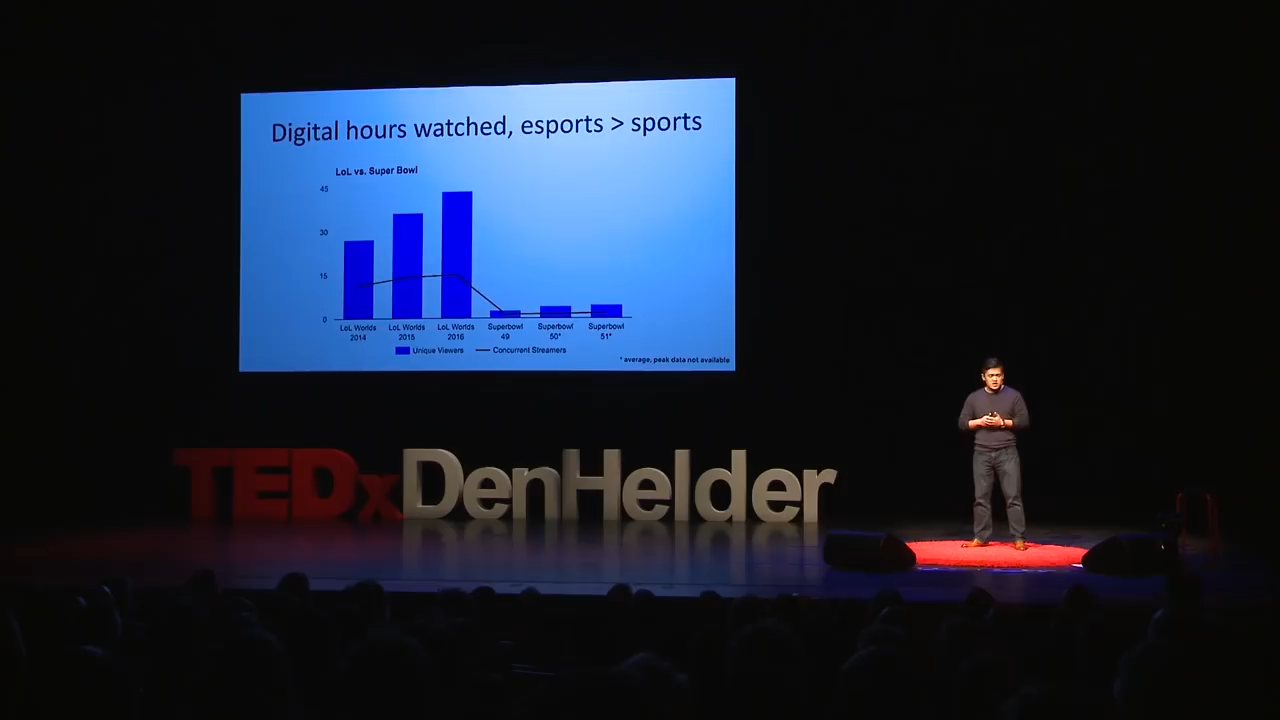 Digital hours watched, esports > sports
LoL vs. Super Bowl
45
30
15
0
LoL Worlds 2014
LoL Worlds 2015
LoL Worlds 2016
Superbowl 49
Superbowl 50*
Superbowl 51*
Unique Viewers
Concurrent Streamers
* average, peak data not available
TEDxDenHelder